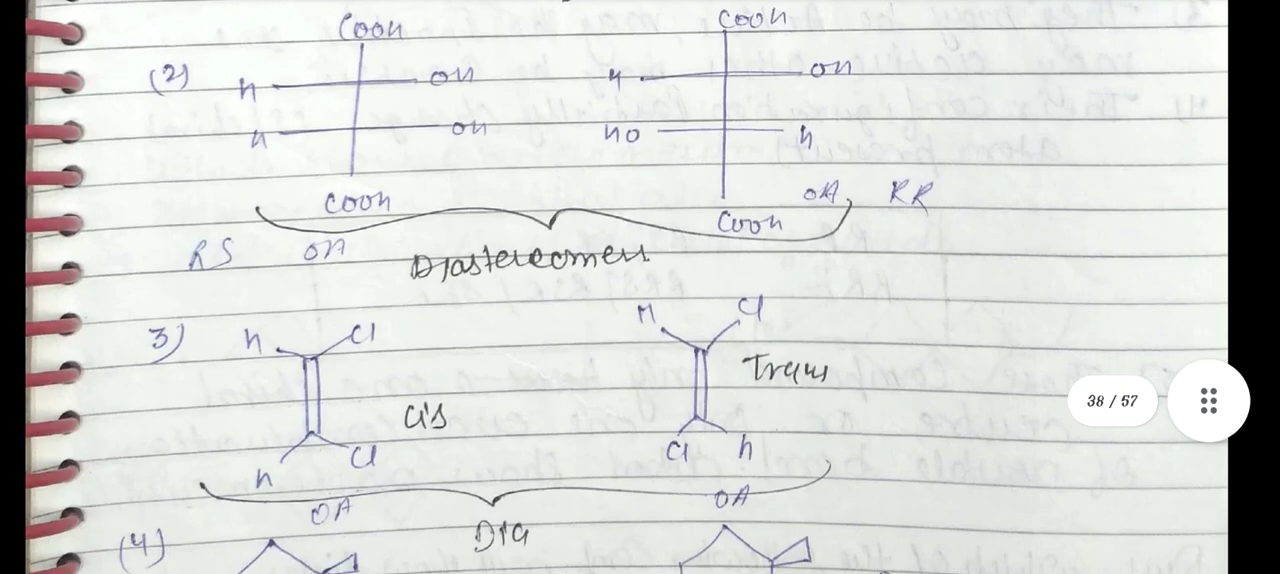 (2) COOH COOH
H OH H OH
H OH HO H
COOH COOH
RS OA OA RR
Diastereomers
3) H Cl H Cl
Cis Trans
H Cl Cl H
OA OA
Dia
(4)
38 / 57